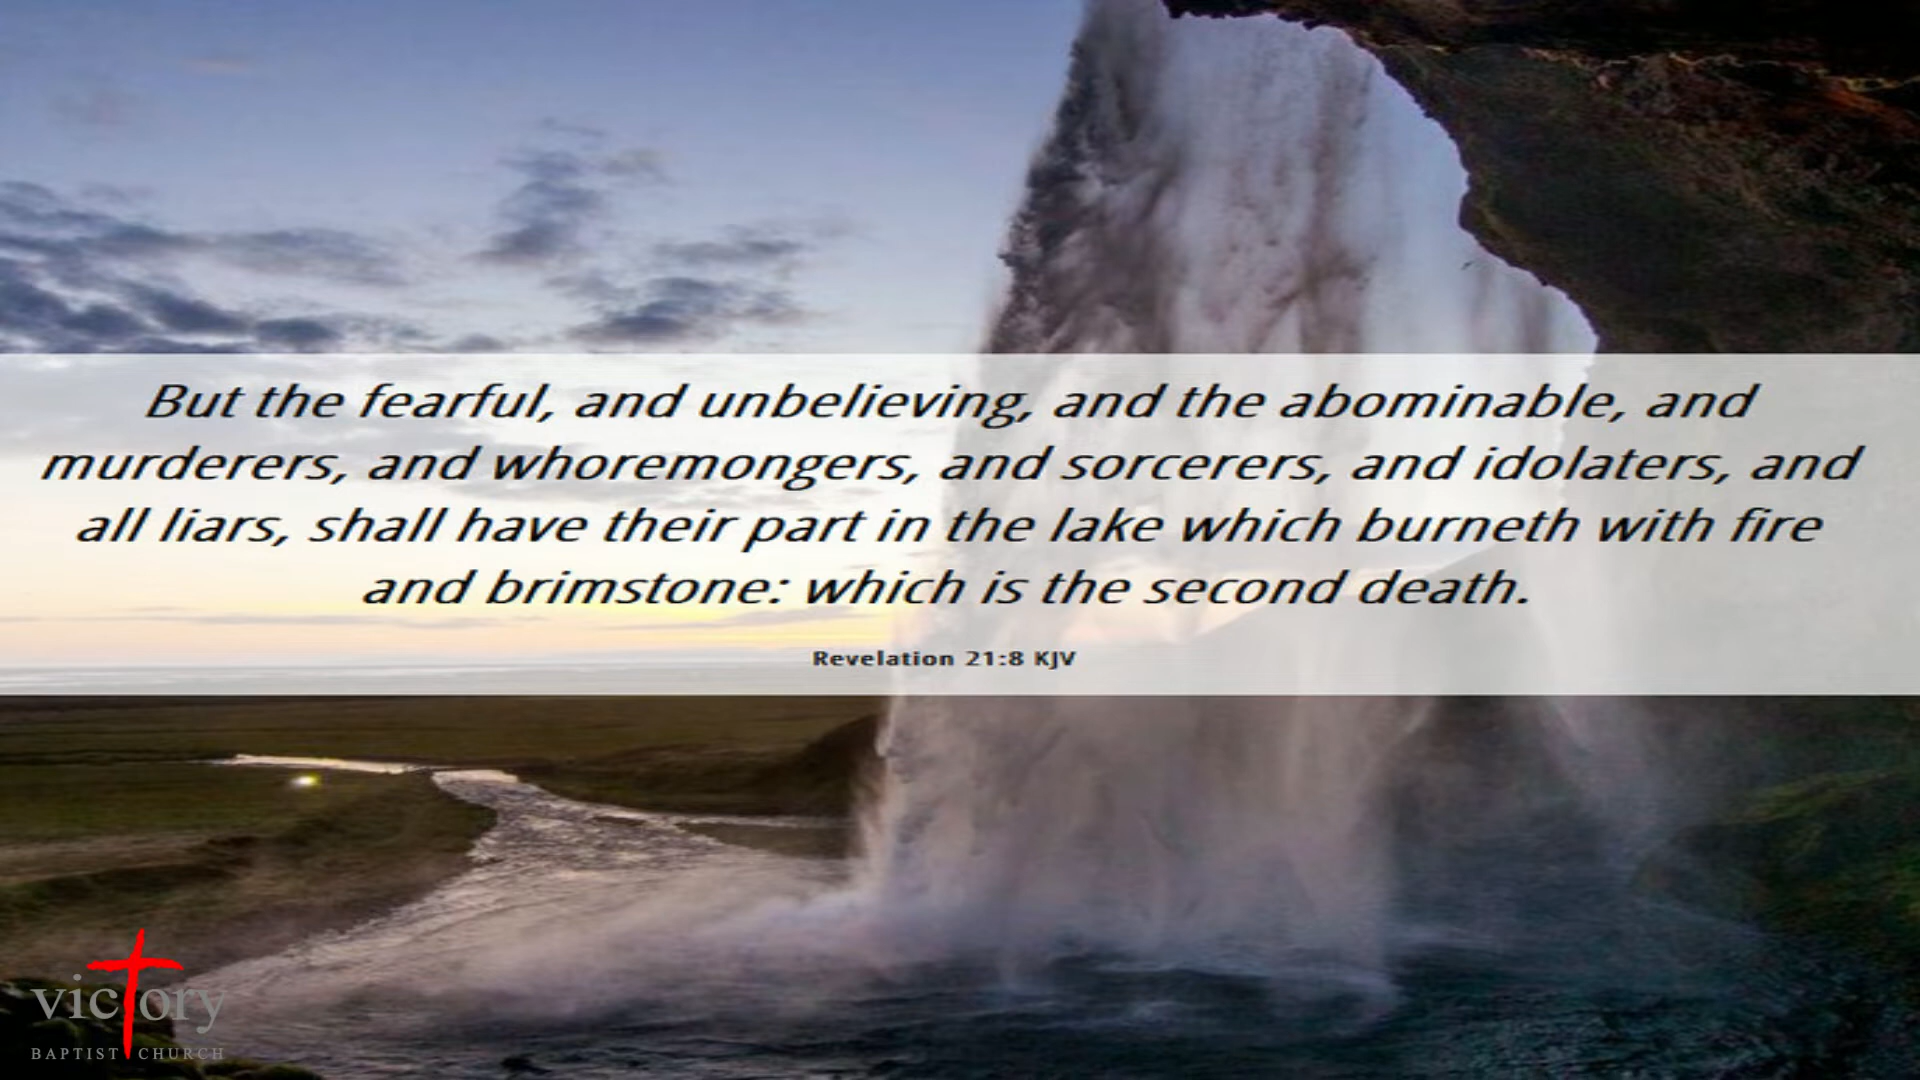 But the fearful, and unbelieving, and the abominable, and
murderers, and whoremongers, and sorcerers, and idolaters, and
all liars, shall have their part in the lake which burneth with fire
and brimstone: which is the second death.
Revelation 21:8 KJV
victory
BAPTIST CHURCH